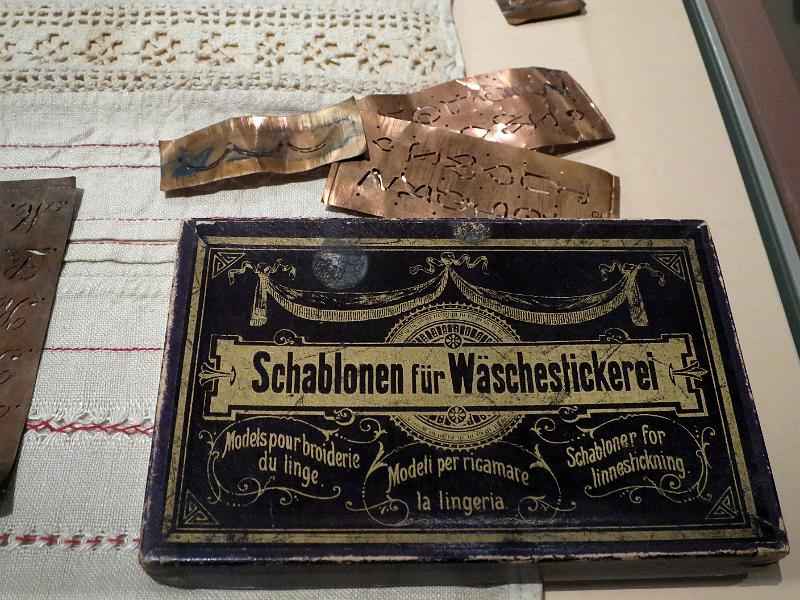 Schablonen für Wäschestickerei
Models pour broiderie
du linge.
Modeli per ricamare
la lingeria.
Schabloner for
linnestickning.